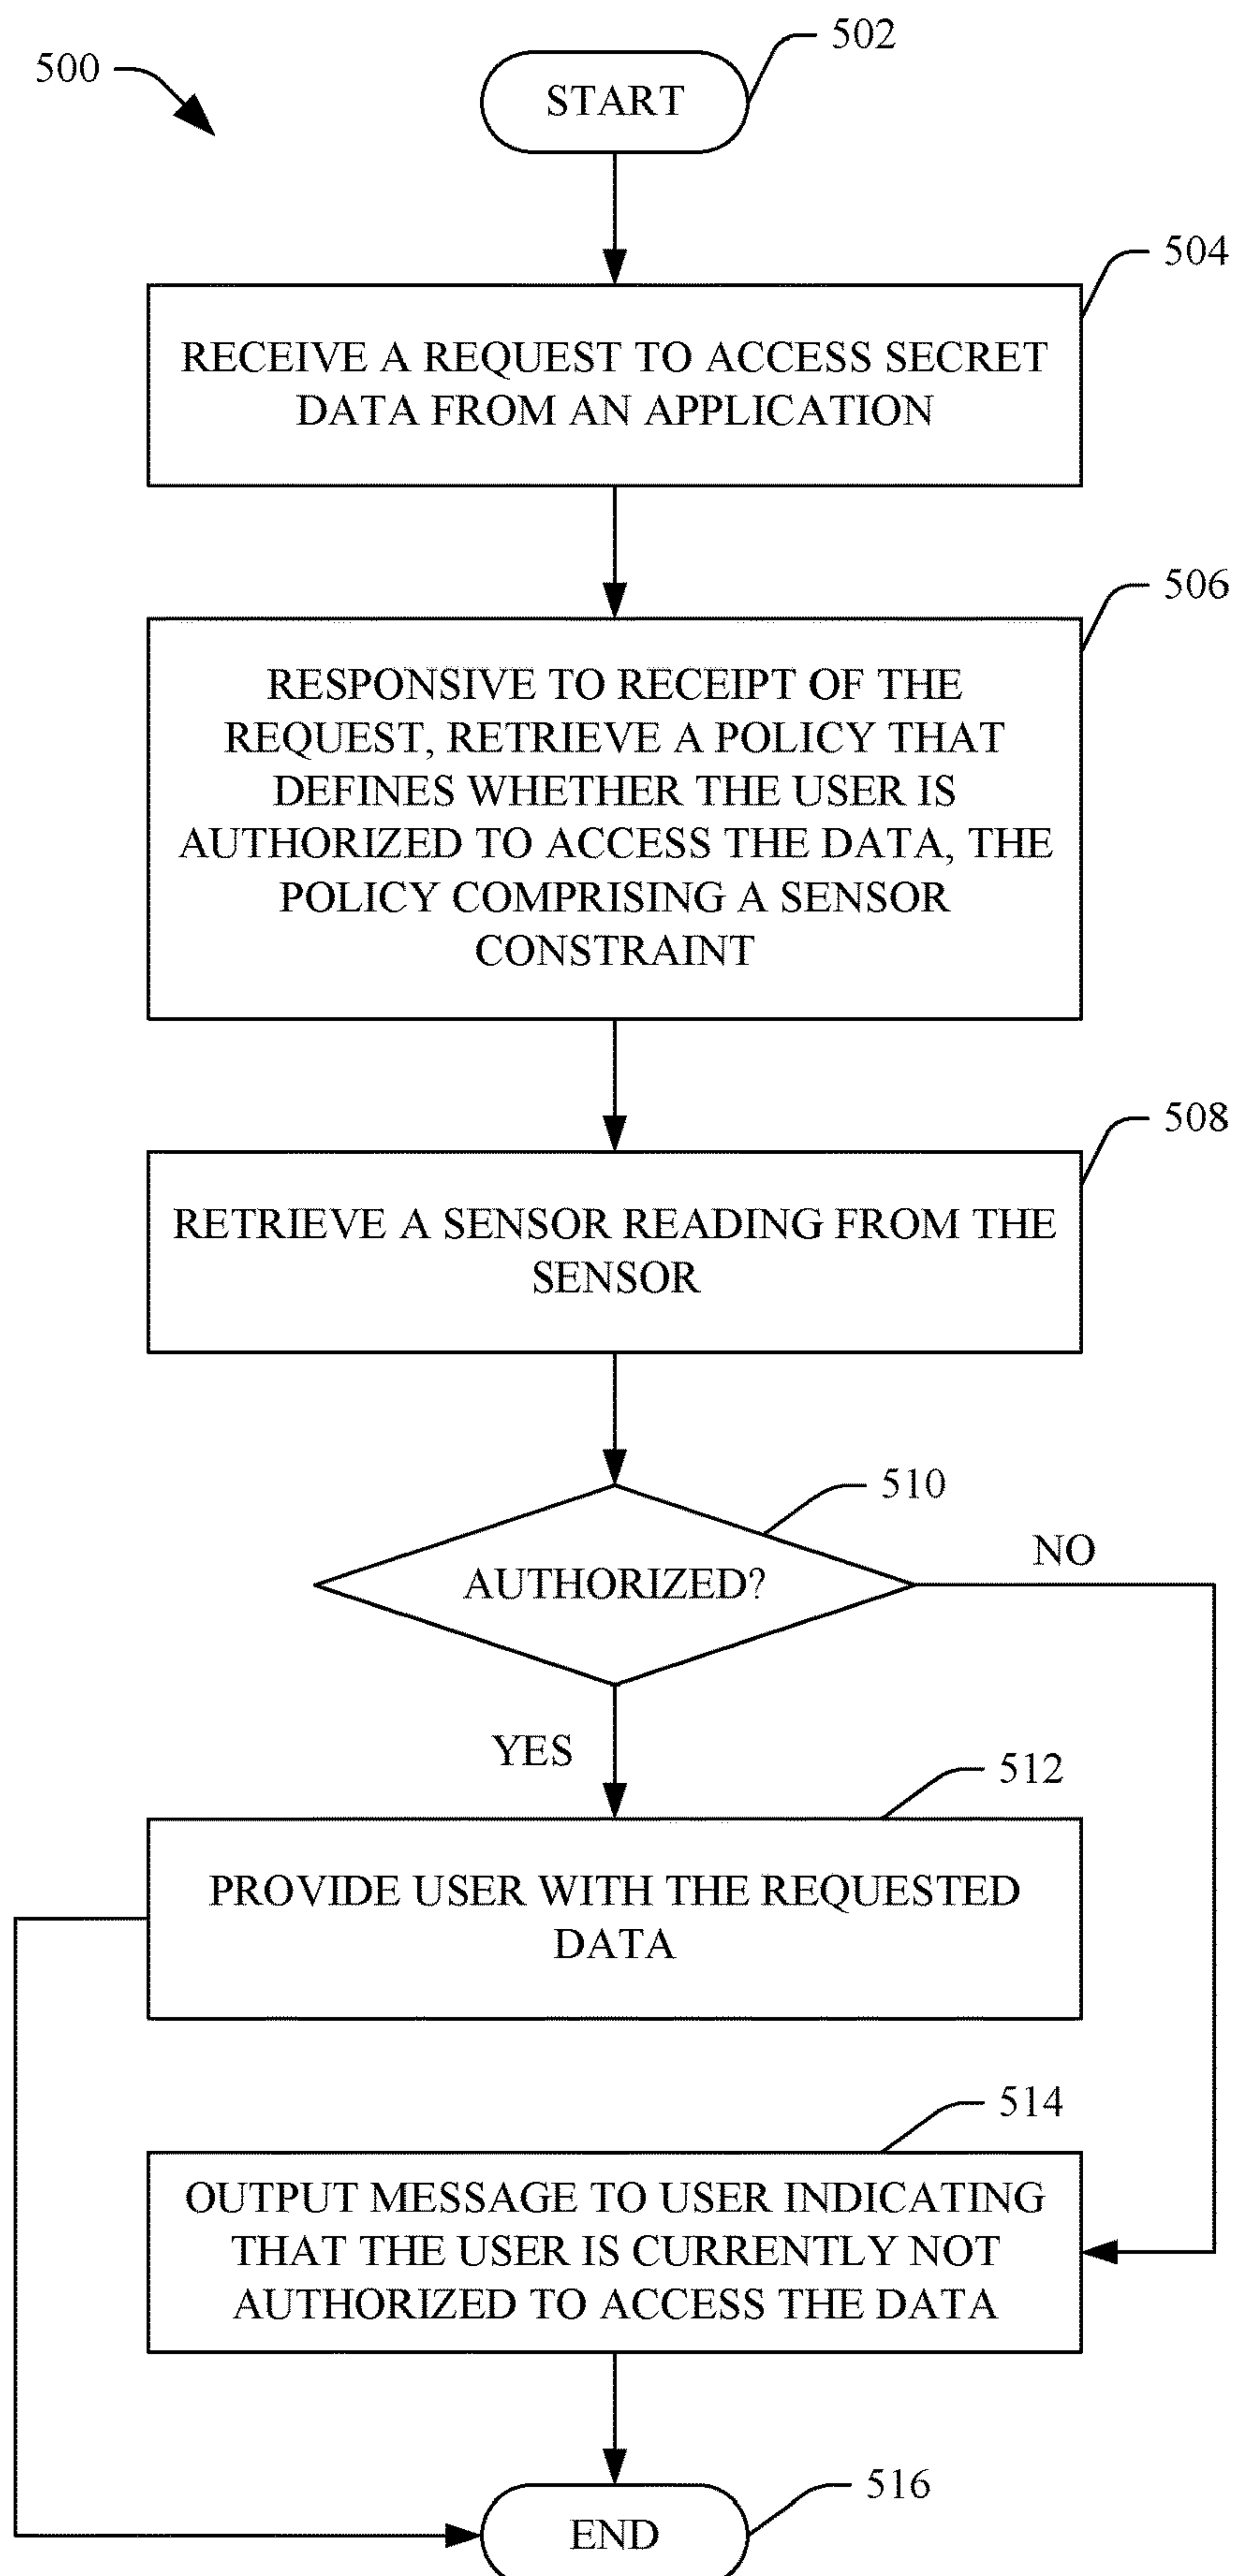 500
START
502
504
RECEIVE A REQUEST TO ACCESS SECRET
DATA FROM AN APPLICATION
506
RESPONSIVE TO RECEIPT OF THE
REQUEST, RETRIEVE A POLICY THAT
DEFINES WHETHER THE USER IS
AUTHORIZED TO ACCESS THE DATA, THE
POLICY COMPRISING A SENSOR
CONSTRAINT
508
RETRIEVE A SENSOR READING FROM THE
SENSOR
510
AUTHORIZED?
NO
YES
512
PROVIDE USER WITH THE REQUESTED
DATA
514
OUTPUT MESSAGE TO USER INDICATING
THAT THE USER IS CURRENTLY NOT
AUTHORIZED TO ACCESS THE DATA
516
END